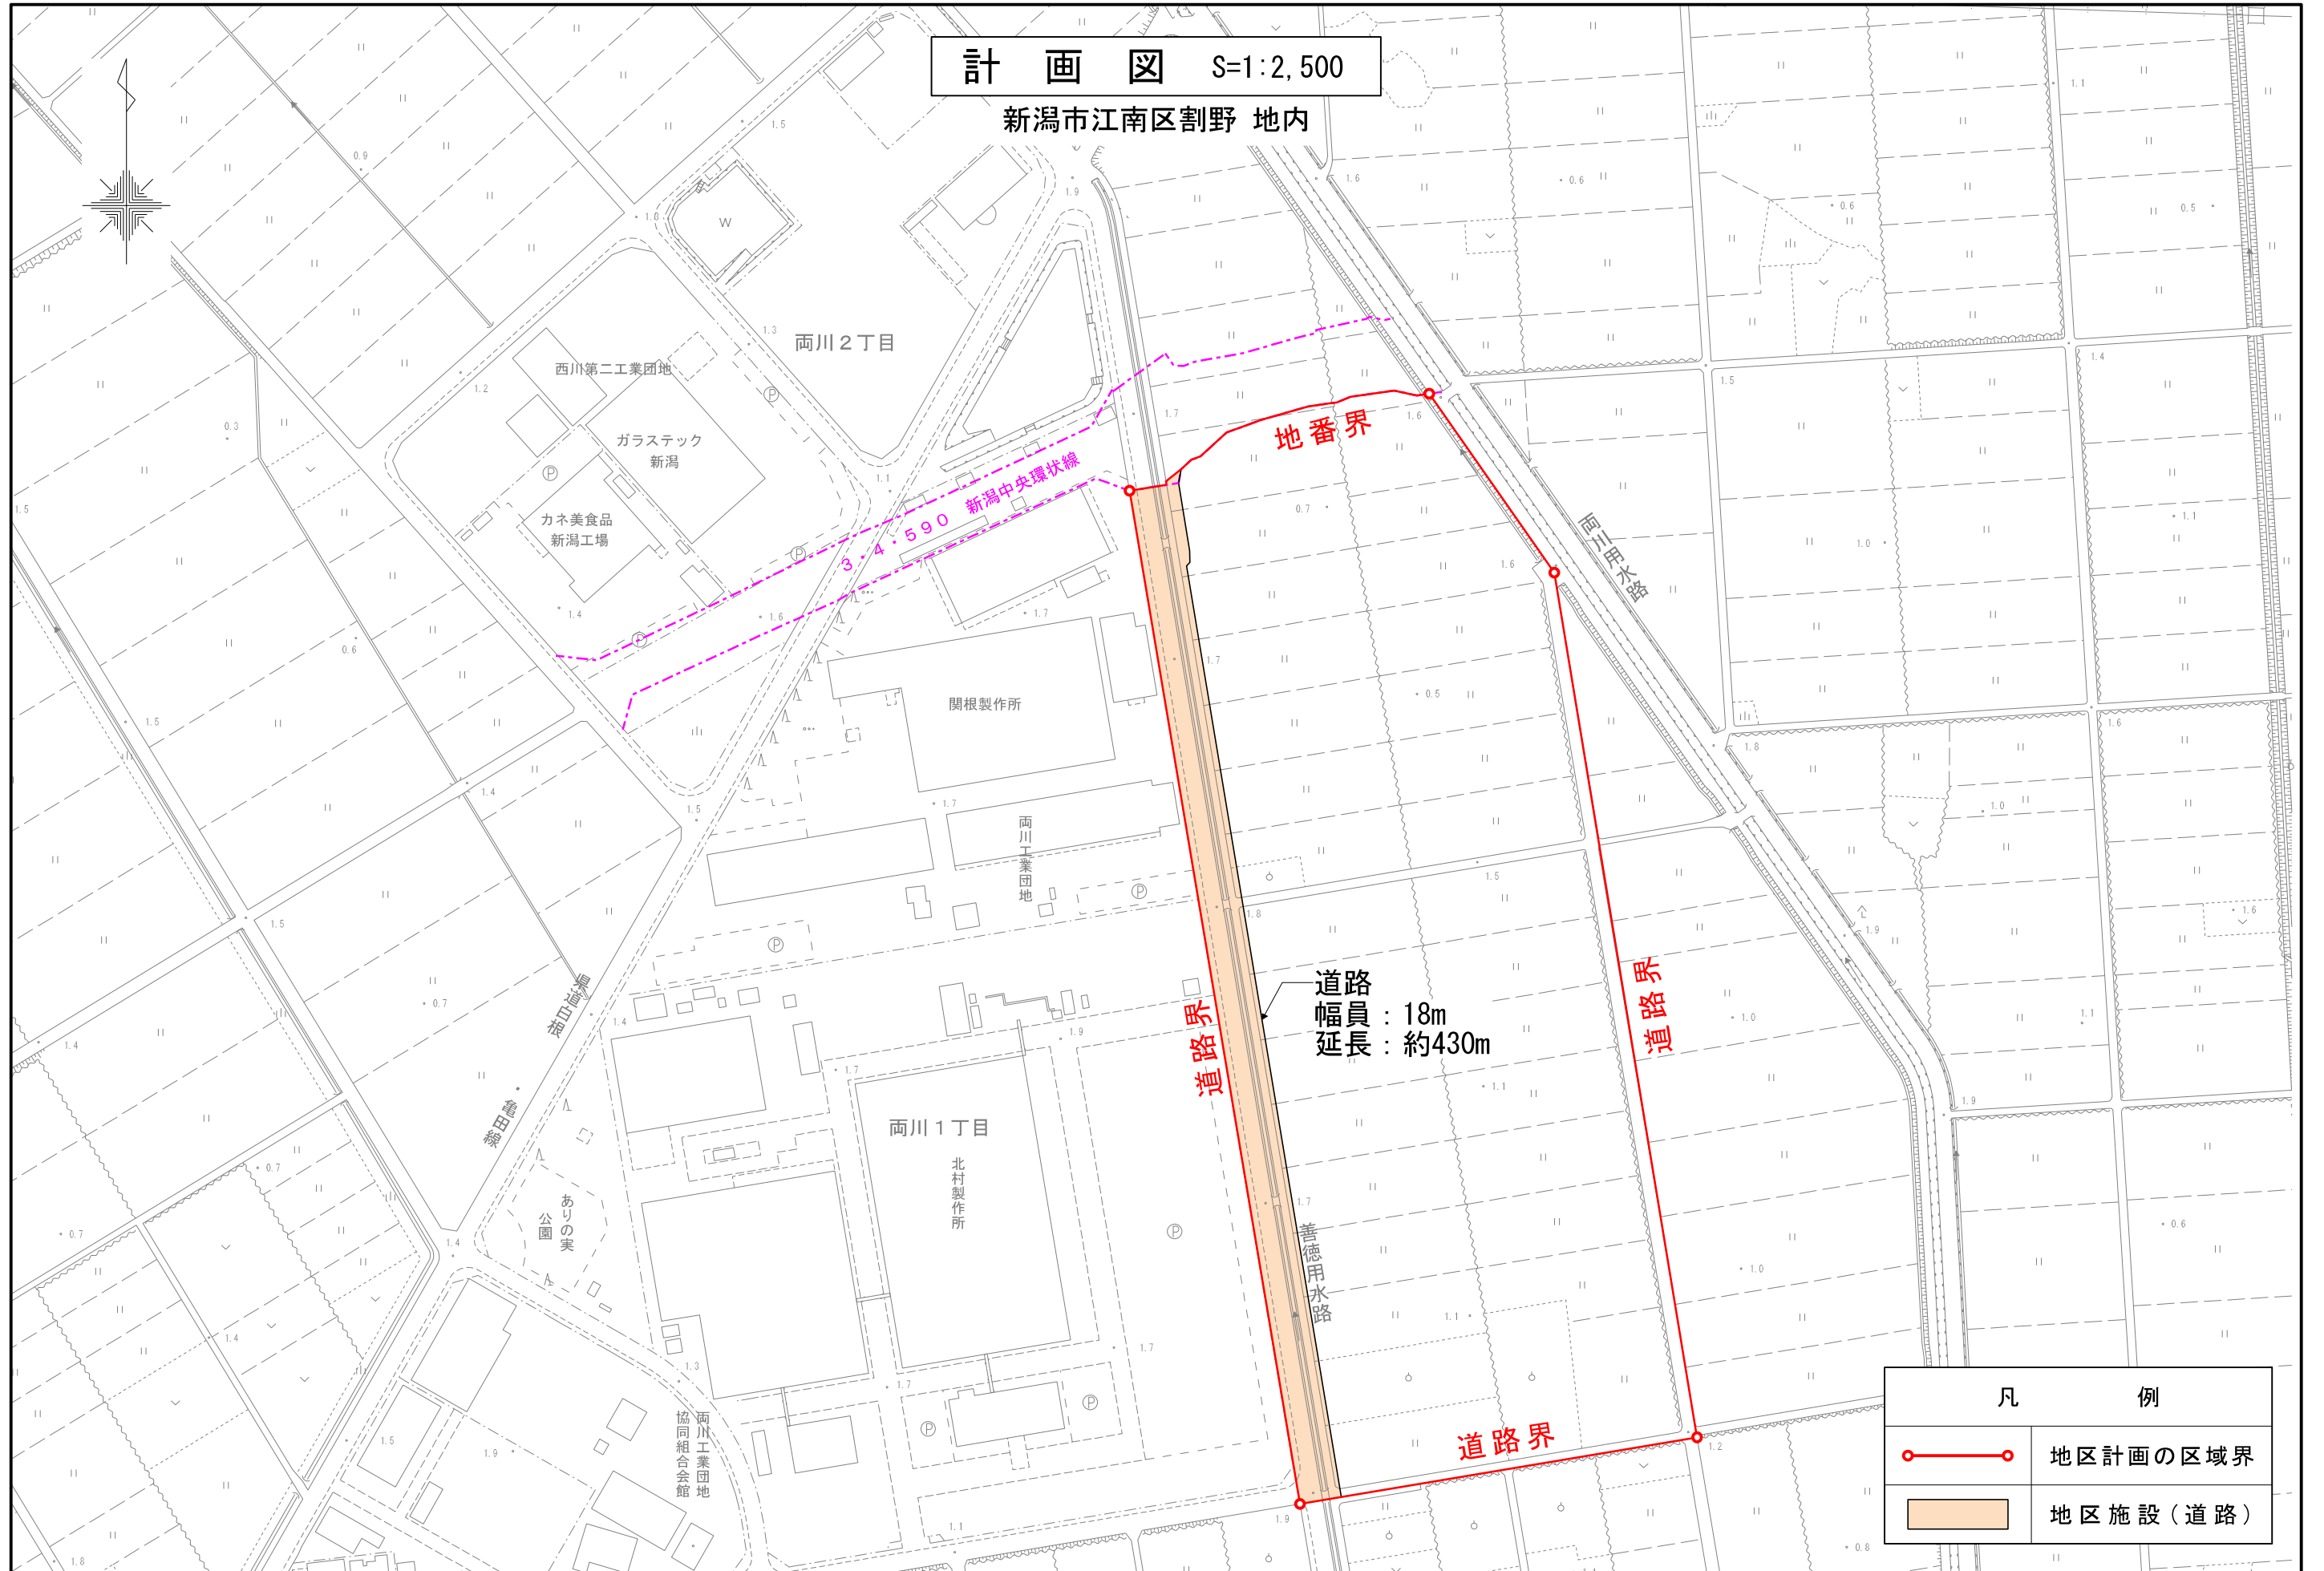 計画図 S=1:2,500
新潟市江南区割野 地内
両川2丁目
西川第二工業団地
ガラステック
新潟
カネ美食品
新潟工場
3・4・590 新潟中央環状線
地番界
両川用水路
関根製作所
両川工業団地
道路
幅員:18m
延長:約430m
道路界
道路界
県道白根・亀田線
両川1丁目
北村製作所
ありの実
公園
善徳用水路
両川工業団地
協同組合会館
道路界
凡例
地区計画の区域界
地区施設(道路)